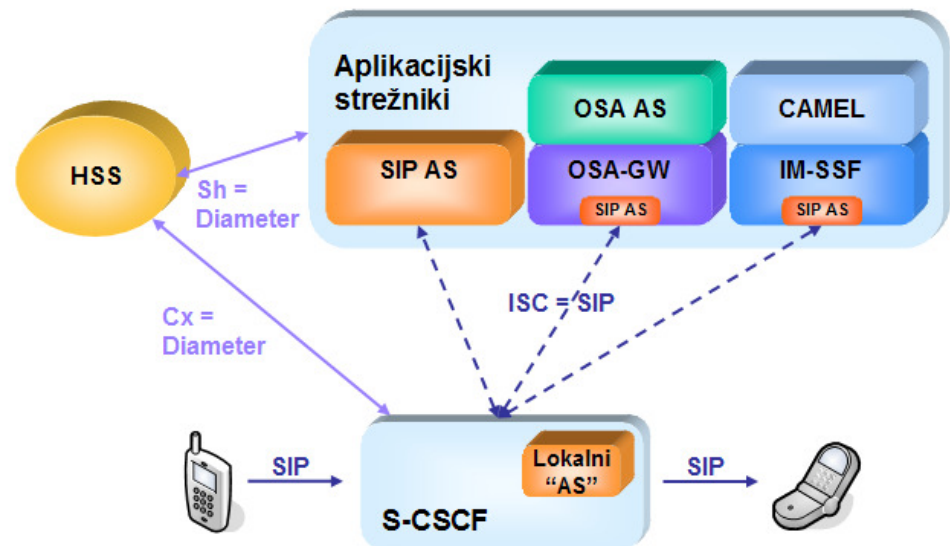 Aplikacijski
strežniki
OSA AS
CAMEL
HSS
SIP AS
OSA-GW
IM-SSF
SIP AS
SIP AS
Sh =
Diameter
ISC = SIP
Cx =
Diameter
SIP
Lokalni
“AS”
SIP
S-CSCF